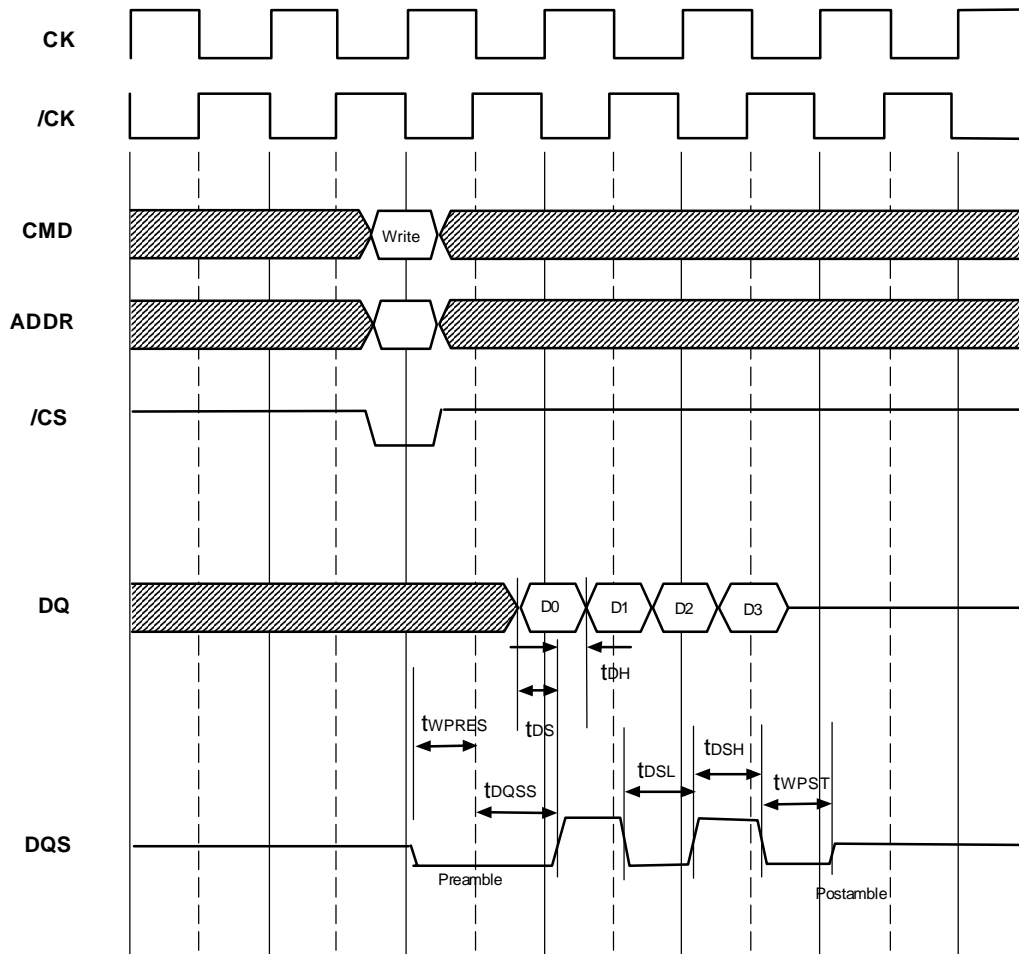 CK
/CK
CMD
Write
ADDR
/CS
DQ
D0 D1 D2 D3
tDH
tWPRES
tDS
tDSH
tDSL
tWPST
tDQSS
DQS
Preamble
Postamble